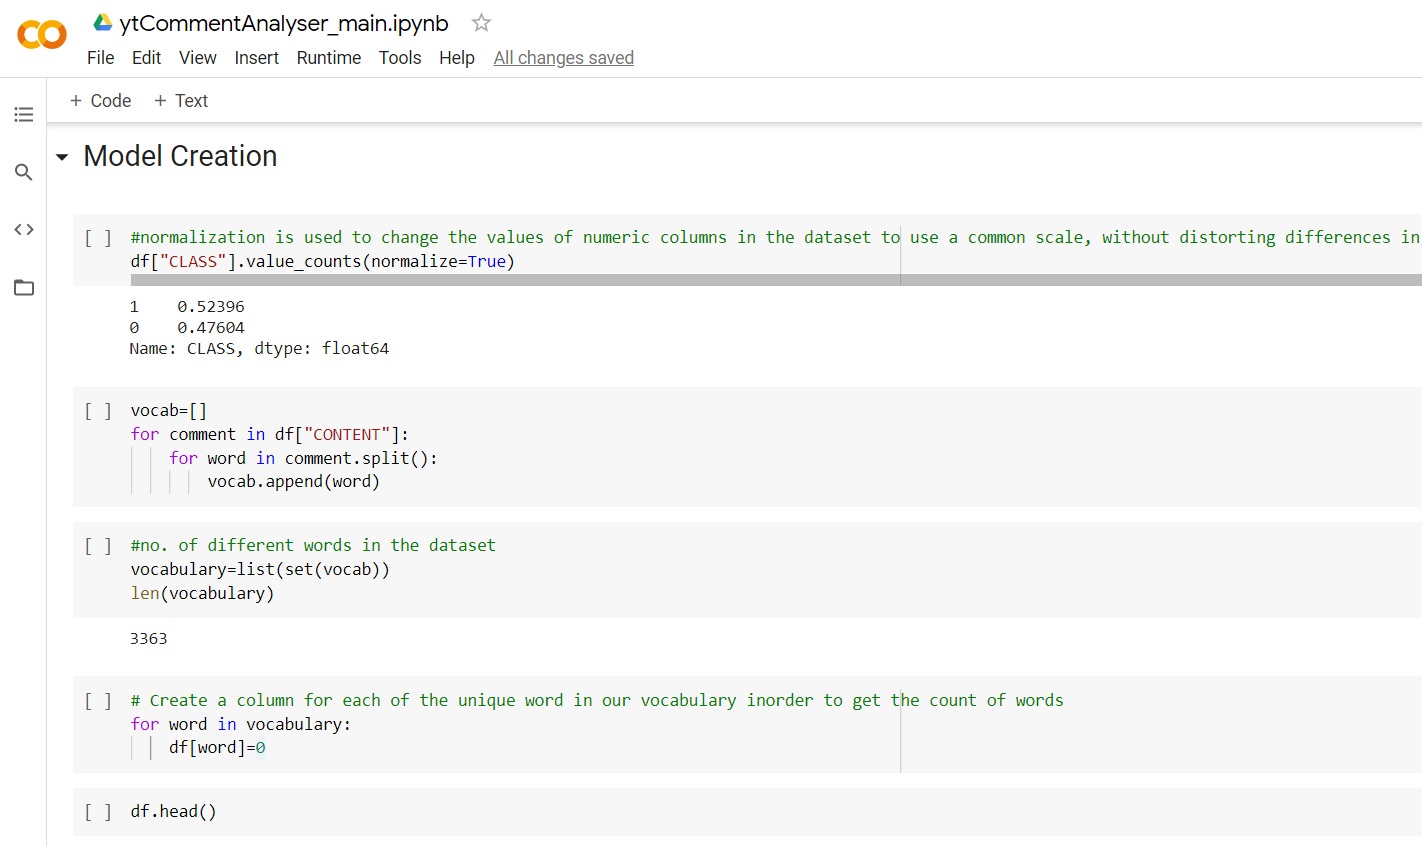 ytCommentAnalyser_main.ipynb
File Edit View Insert Runtime Tools Help All changes saved
+ Code + Text
Model Creation
[ ] #normalization is used to change the values of numeric columns in the dataset to use a common scale, without distorting differences in
df["CLASS"].value_counts(normalize=True)
1    0.52396
0    0.47604
Name: CLASS, dtype: float64
[ ] vocab=[]
for comment in df["CONTENT"]:
    for word in comment.split():
        vocab.append(word)
[ ] #no. of different words in the dataset
vocabulary=list(set(vocab))
len(vocabulary)
3363
[ ] # Create a column for each of the unique word in our vocabulary inorder to get the count of words
for word in vocabulary:
    df[word]=0
[ ] df.head()